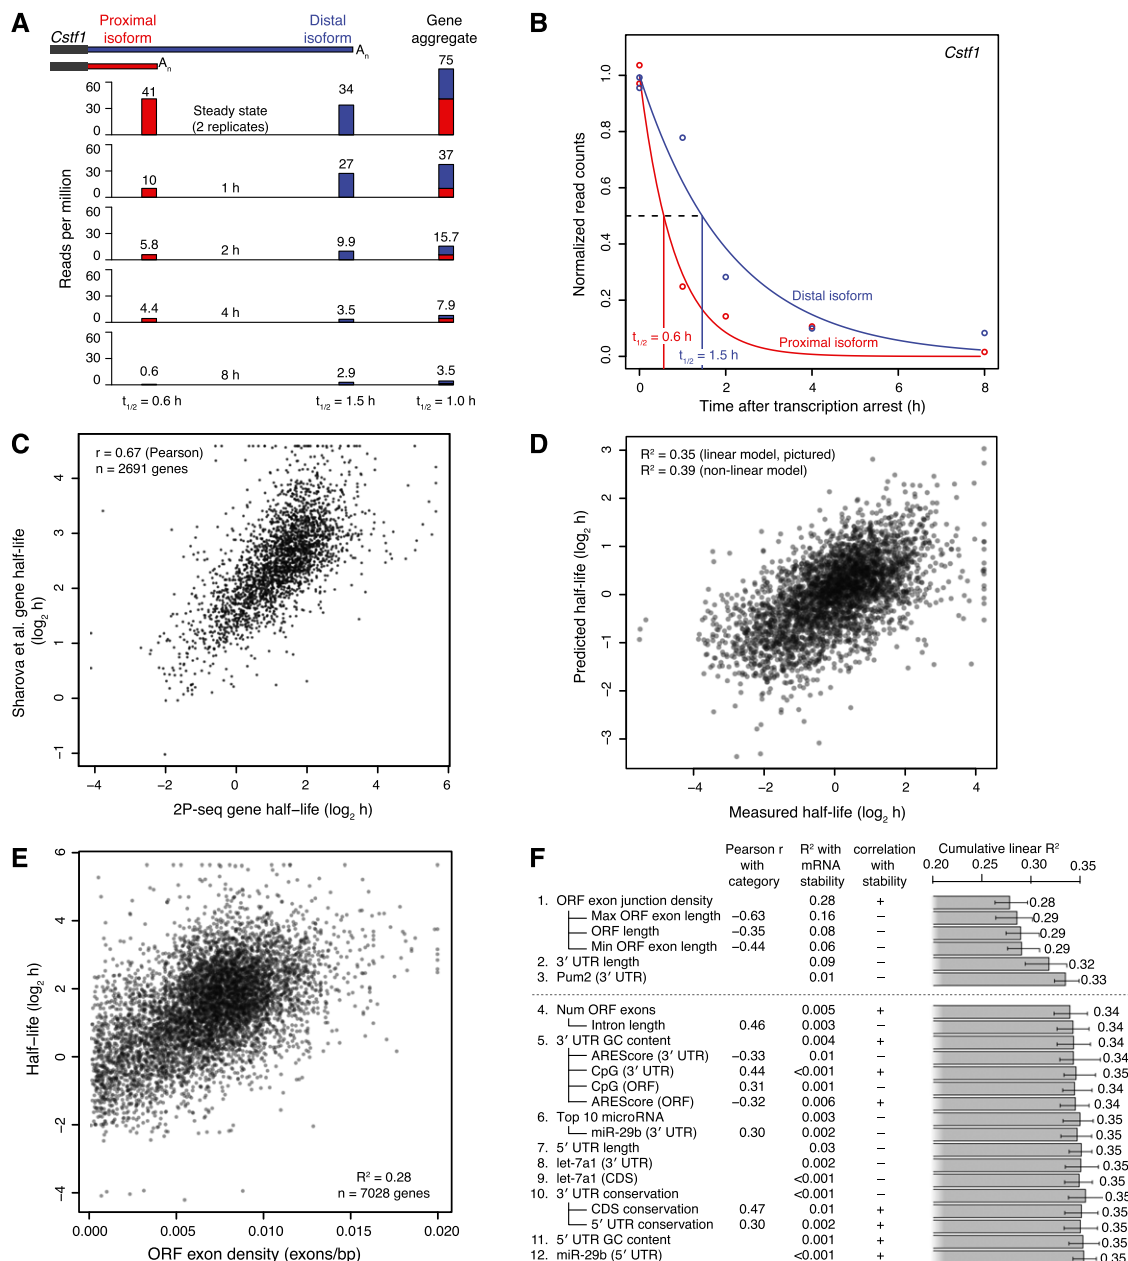 A
Proximal isoform
Distal isoform
Gene aggregate
Cstf1
An
An
Reads per million
60
30
0
41
Steady state
(2 replicates)
34
75
60
30
0
10
1 h
27
37
60
30
0
5.8
2 h
9.9
15.7
60
30
0
4.4
4 h
3.5
7.9
60
30
0
0.6
8 h
2.9
3.5
t1/2 = 0.6 h
t1/2 = 1.5 h
t1/2 = 1.0 h
B
Cstf1
Normalized read counts
1.0
0.8
0.6
0.4
0.2
0.0
Distal isoform
Proximal isoform
t1/2 = 0.6 h
t1/2 = 1.5 h
0 2 4 6 8
Time after transcription arrest (h)
C
r = 0.67 (Pearson)
n = 2691 genes
Sharova et al. gene half-life
(log2 h)
4
3
2
1
0
−1
−4 −2 0 2 4 6
2P-seq gene half−life (log2 h)
D
R2 = 0.35 (linear model, pictured)
R2 = 0.39 (non-linear model)
Predicted half-life (log2 h)
3
2
1
0
−1
−2
−3
−4 −2 0 2 4
Measured half-life (log2 h)
E
Half−life (log2 h)
6
4
2
0
−2
−4
R2 = 0.28
n = 7028 genes
0.000 0.005 0.010 0.015 0.020
ORF exon density (exons/bp)
F
Pearson r with category
R2 with mRNA stability
correlation with stability
Cumulative linear R2
0.20 0.25 0.30 0.35
1. ORF exon junction density 0.28 + 0.28
Max ORF exon length −0.63 0.16 − 0.29
ORF length −0.35 0.08 − 0.29
Min ORF exon length −0.44 0.06 − 0.29
2. 3′ UTR length 0.09 − 0.32
3. Pum2 (3′ UTR) 0.01 − 0.33
4. Num ORF exons 0.005 + 0.34
Intron length 0.46 0.003 − 0.34
5. 3′ UTR GC content 0.004 + 0.34
AREScore (3′ UTR) −0.33 0.01 − 0.34
CpG (3′ UTR) 0.44 <0.001 + 0.35
CpG (ORF) 0.31 0.001 − 0.34
AREScore (ORF) −0.32 0.006 + 0.34
6. Top 10 microRNA 0.003 − 0.35
miR-29b (3′ UTR) 0.30 0.002 − 0.35
7. 5′ UTR length 0.03 − 0.35
8. let-7a1 (3′ UTR) 0.002 − 0.35
9. let-7a1 (CDS) <0.001 − 0.35
10. 3′ UTR conservation <0.001 − 0.35
CDS conservation 0.47 0.01 + 0.35
5′ UTR conservation 0.30 0.002 + 0.35
11. 5′ UTR GC content 0.001 + 0.35
12. miR-29b (5′ UTR) <0.001 + 0.35